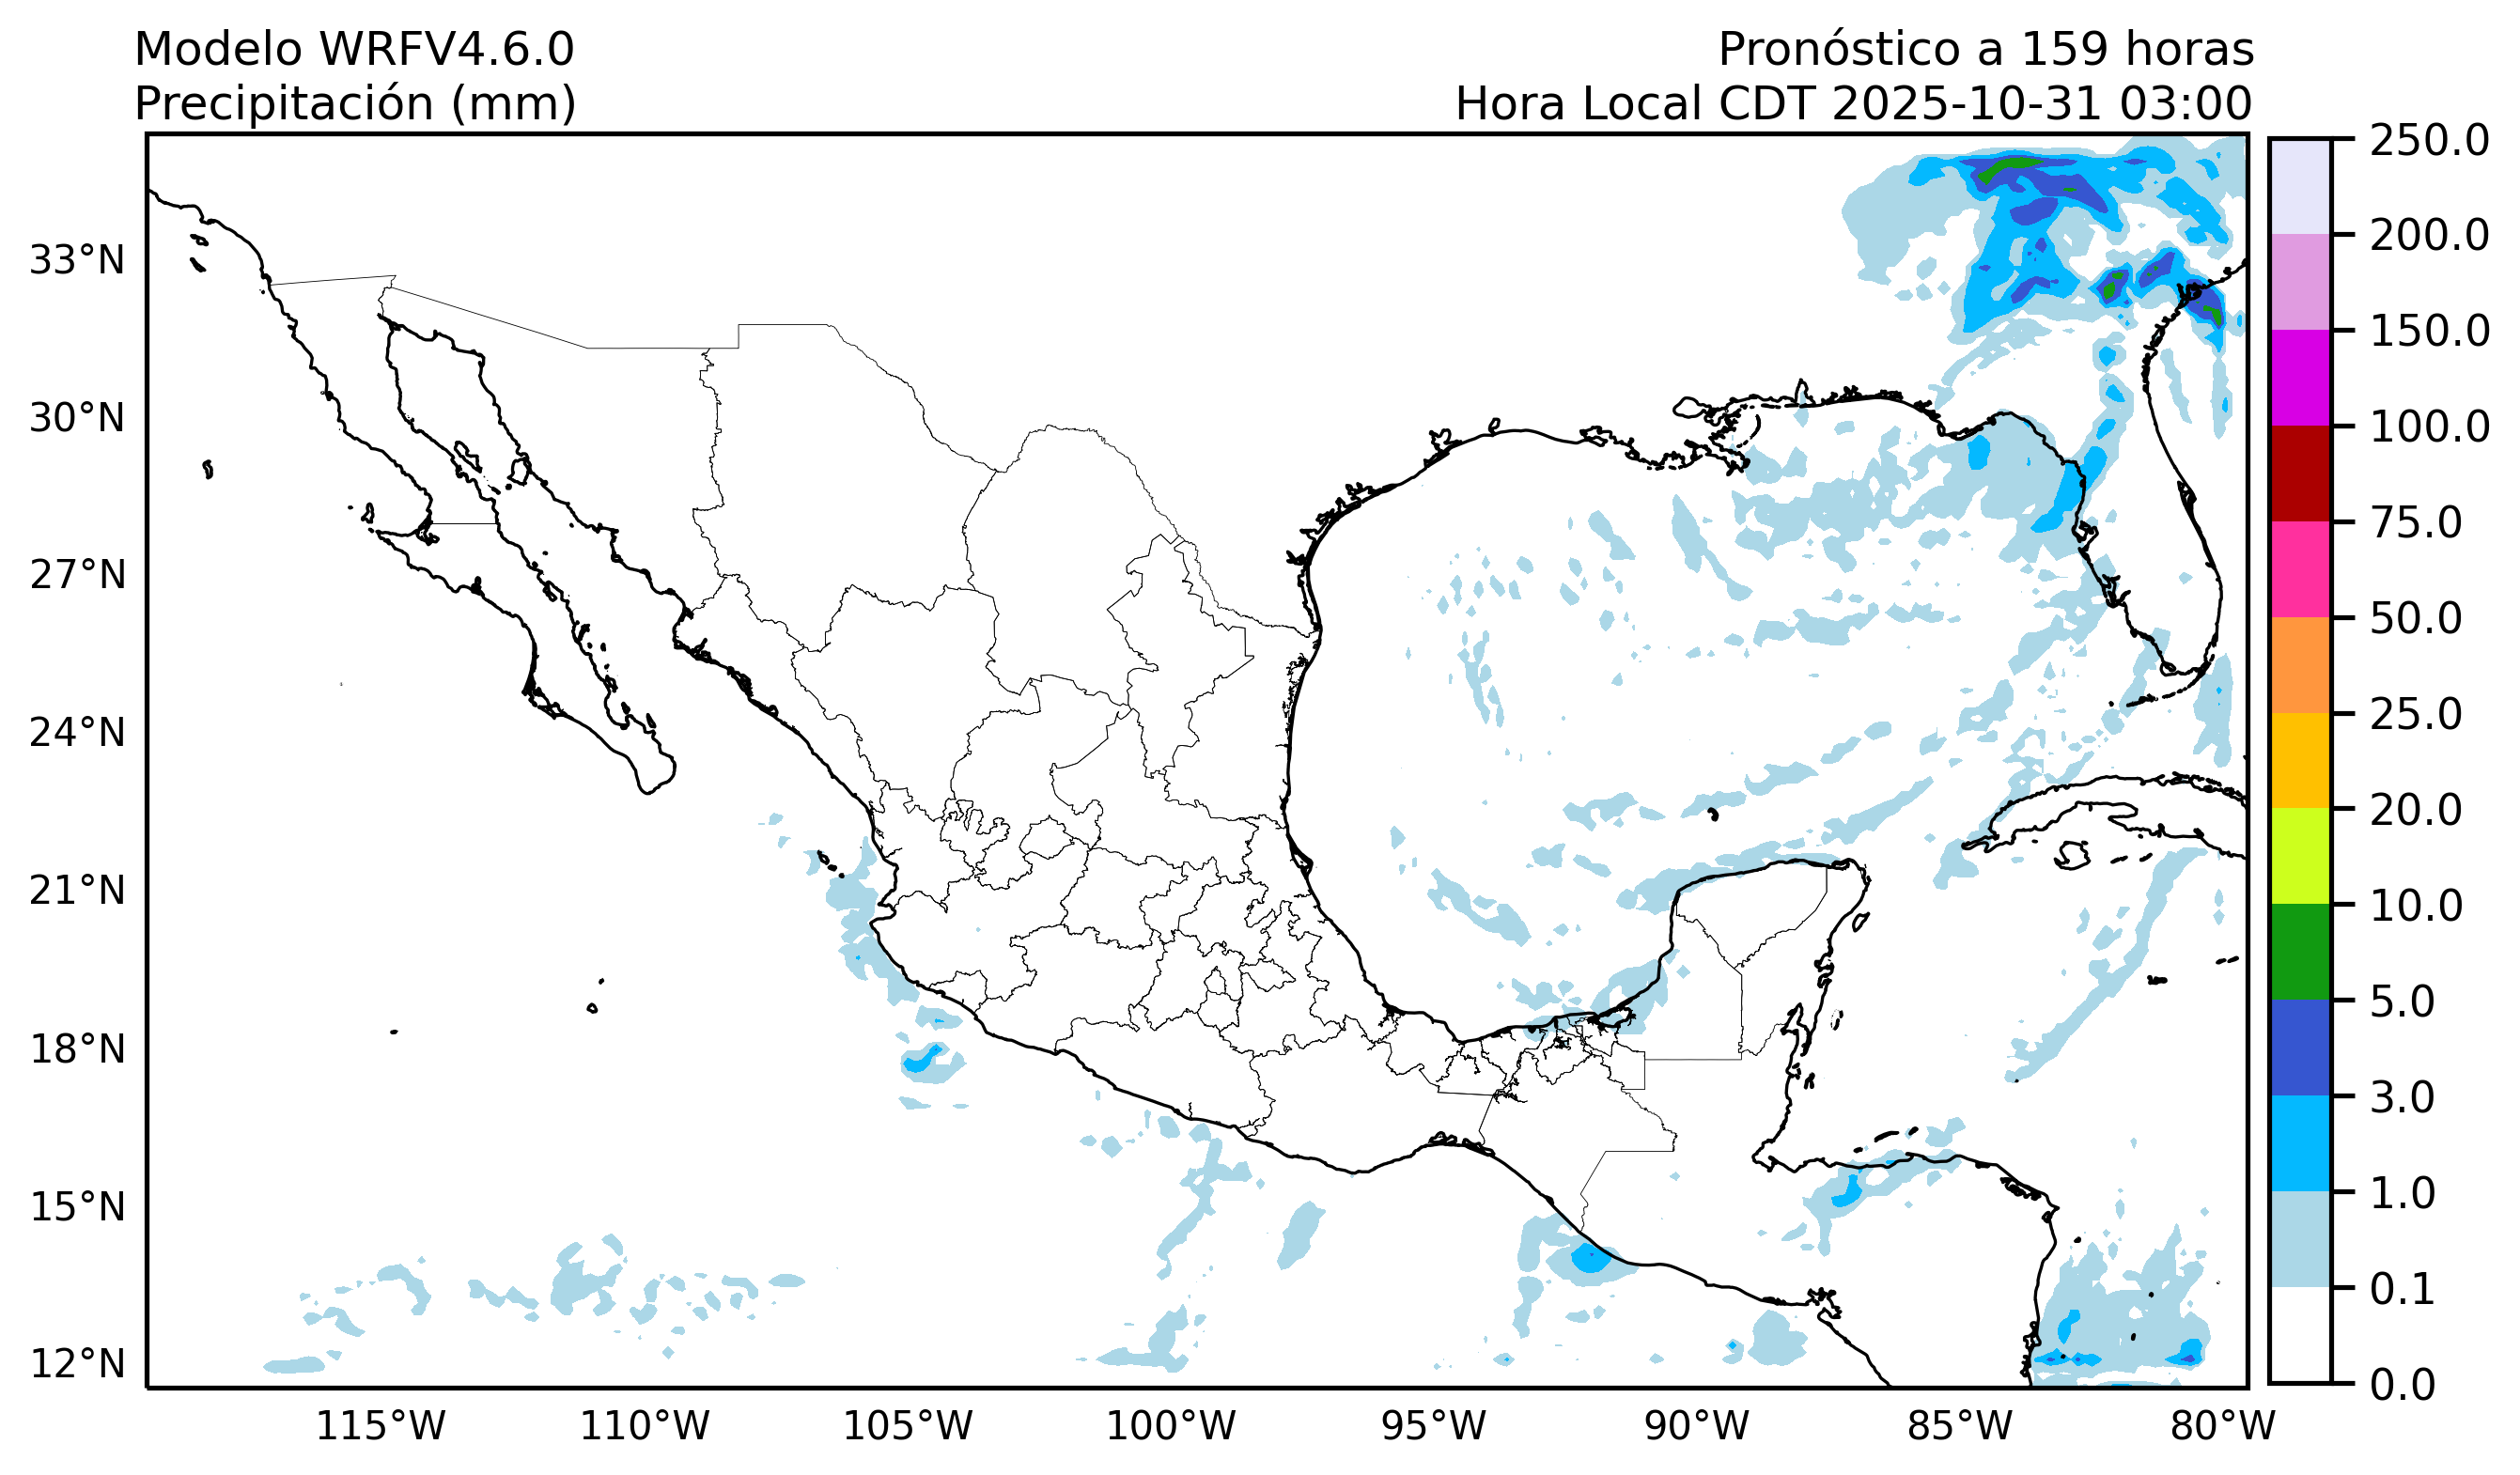 Modelo WRFV4.6.0
Precipitación (mm)
Pronóstico a 159 horas
Hora Local CDT 2025-10-31 03:00
33°N
30°N
27°N
24°N
21°N
18°N
15°N
12°N
115°W
110°W
105°W
100°W
95°W
90°W
85°W
80°W
250.0
200.0
150.0
100.0
75.0
50.0
25.0
20.0
10.0
5.0
3.0
1.0
0.1
0.0